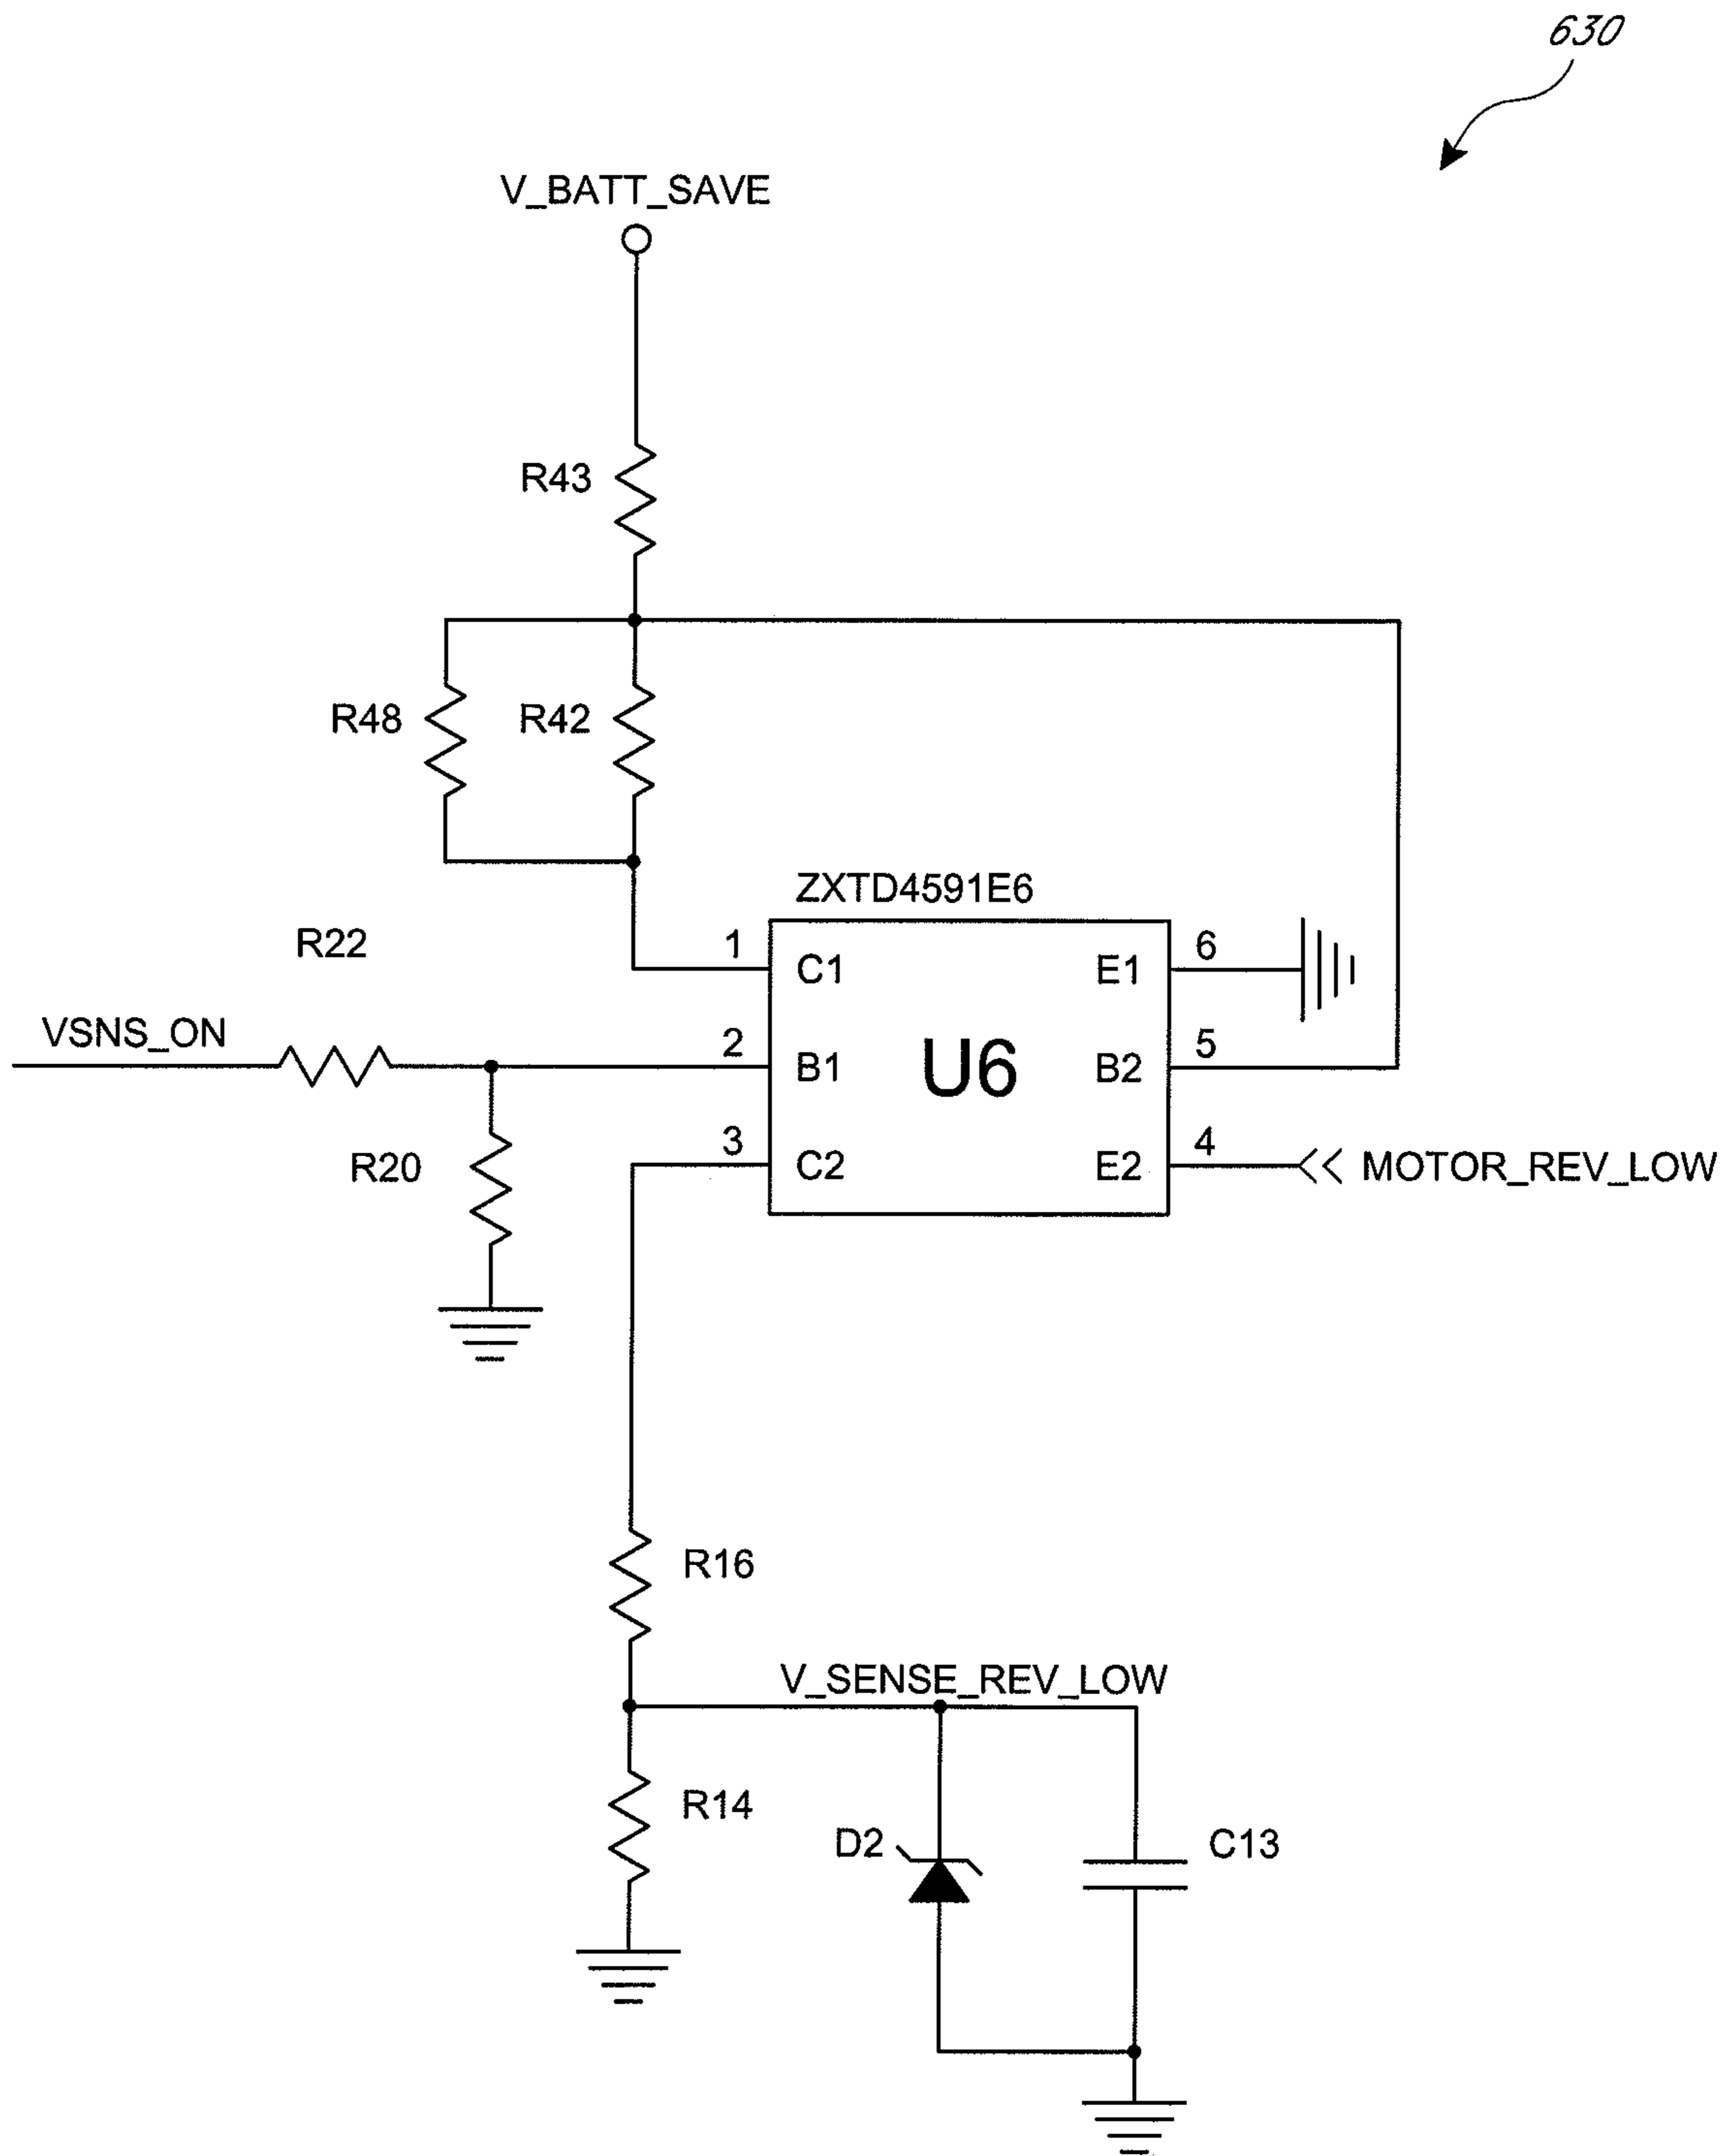 630
V_BATT_SAVE
R43
R48
R42
ZXTD4591E6
R22
1
C1
E1
6
VSNS_ON
2
B1
U6
B2
5
R20
3
C2
E2
4
MOTOR_REV_LOW
R16
V_SENSE_REV_LOW
R14
D2
C13